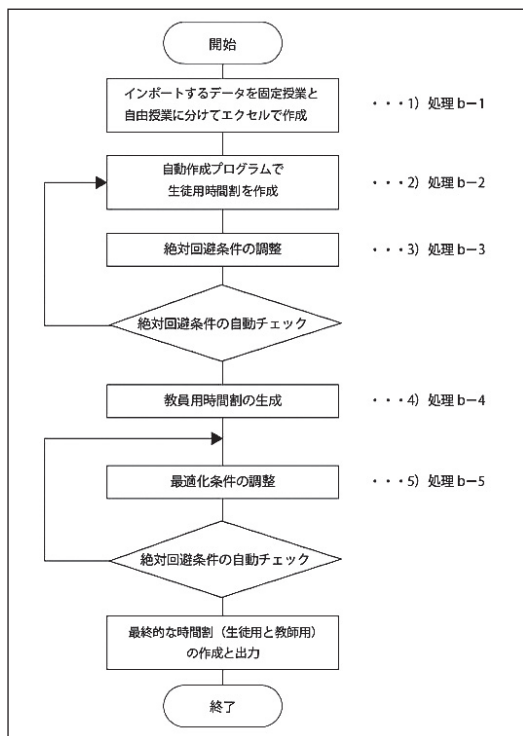 開始
インポートするデータを固定授業と
自由授業に分けてエクセルで作成
・・・1）処理 b－1
自動作成プログラムで
生徒用時間割を作成
・・・2）処理 b－2
絶対回避条件の調整
・・・3）処理 b－3
絶対回避条件の自動チェック
教員用時間割の生成
・・・4）処理 b－4
最適化条件の調整
・・・5）処理 b－5
絶対回避条件の自動チェック
最終的な時間割（生徒用と教師用）
の作成と出力
終了